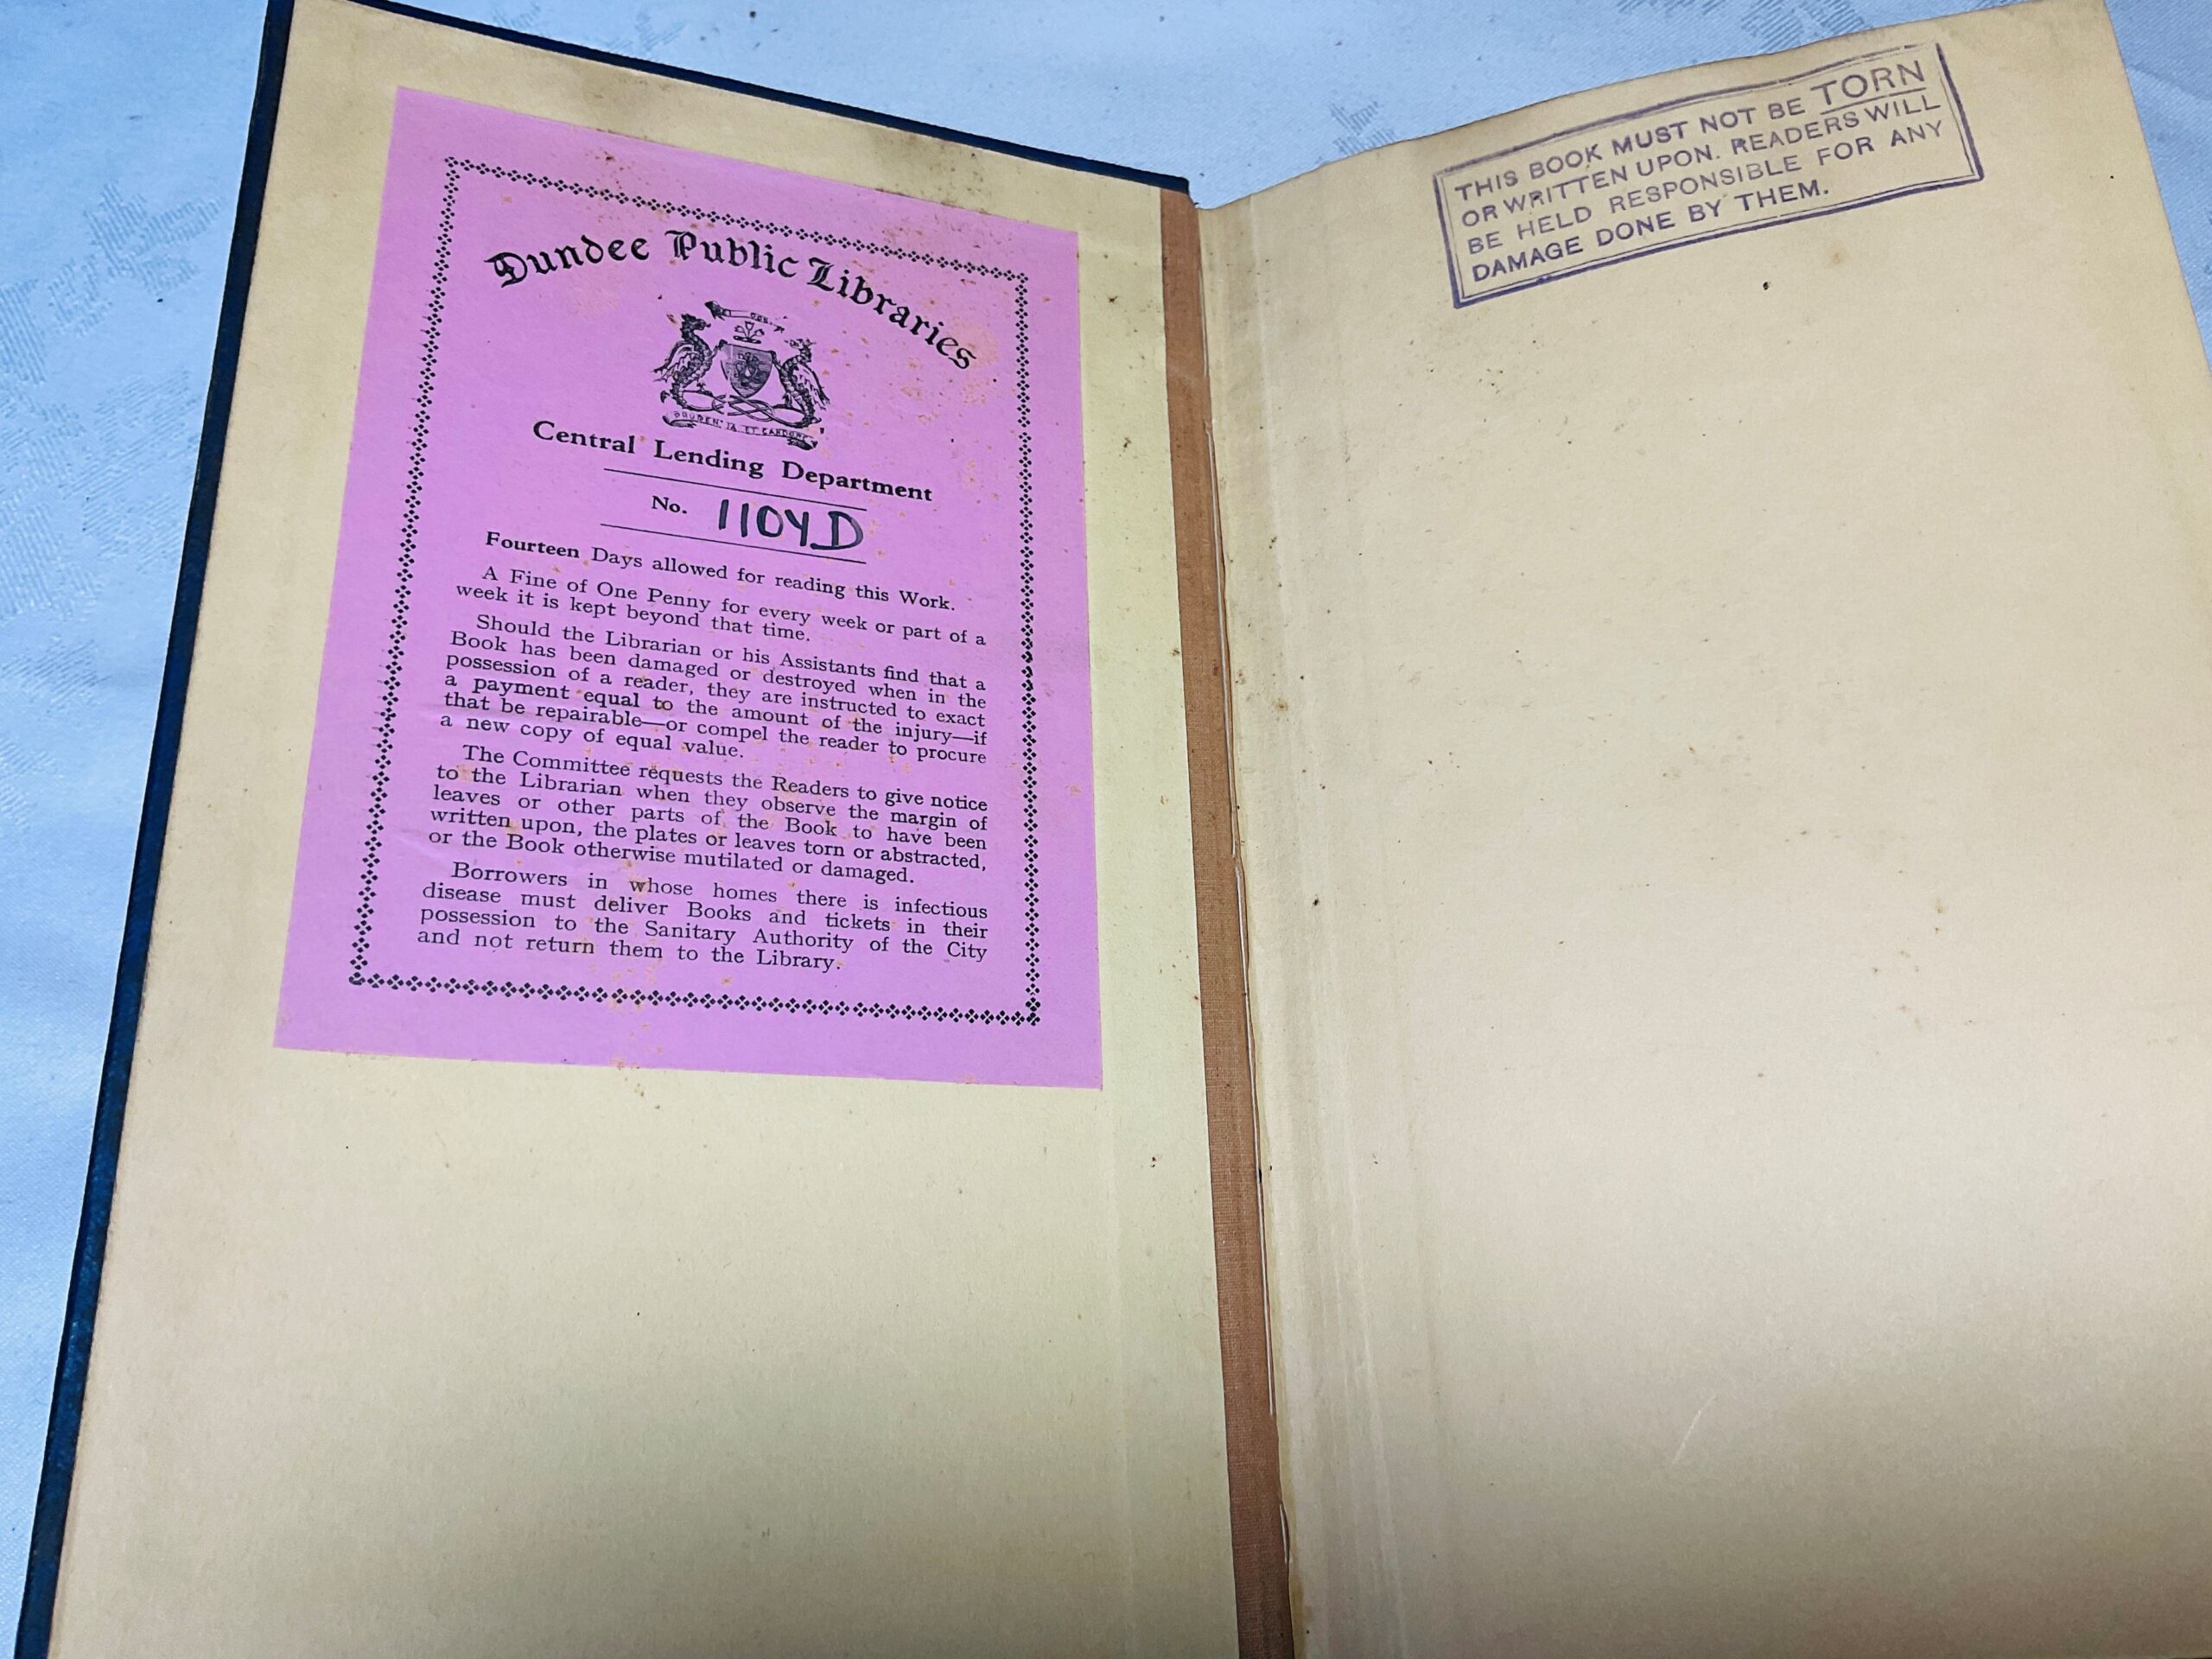 Dundee Public Libraries
Central Lending Department
No. 1104D
Fourteen Days allowed for reading this Work.
A Fine of One Penny for every week or part of a
week it is kept beyond that time.
Should the Librarian or his Assistants find that a
Book has been damaged or destroyed when in the
possession of a reader, they are instructed to exact
a payment equal to the amount of the injury—if
that be repairable—or compel the reader to procure
a new copy of equal value.
The Committee requests the Readers to give notice
to the Librarian when they observe the margin of
leaves or other parts of the Book to have been
written upon, the plates or leaves torn or abstracted,
or the Book otherwise mutilated or damaged.
Borrowers in whose homes there is infectious
disease must deliver Books and tickets in their
possession to the Sanitary Authority of the City
and not return them to the Library.
THIS BOOK MUST NOT BE TORN
OR WRITTEN UPON. READERS WILL
BE HELD RESPONSIBLE FOR ANY
DAMAGE DONE BY THEM.